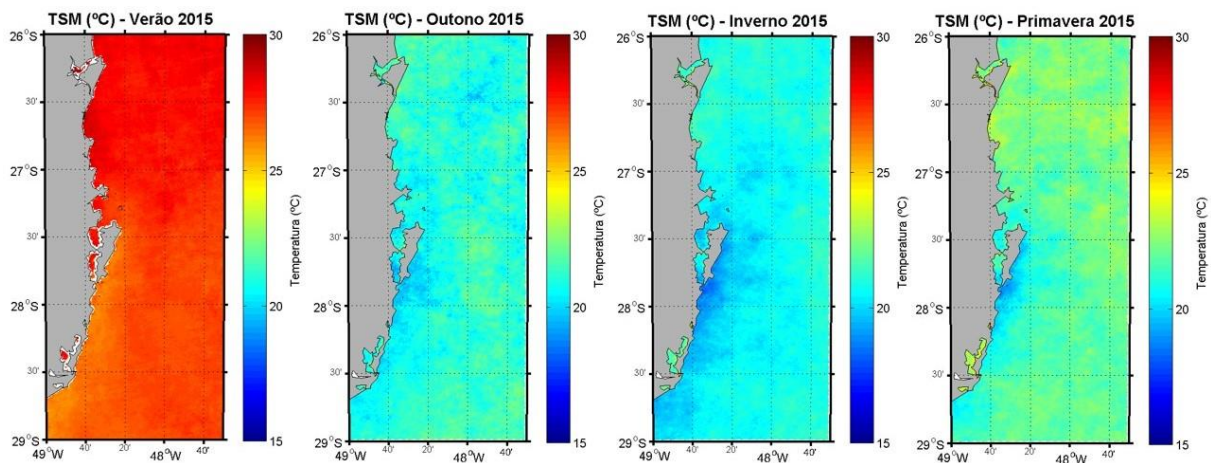 TSM (ºC) - Verão 2015
26°S
30'
27°S
30'
28°S
30'
29°S
49°W
40'
20'
48°W
40'
30
25
20
15
Temperatura (ºC)
TSM (ºC) - Outono 2015
26°S
30'
27°S
30'
28°S
30'
29°S
49°W
40'
20'
48°W
40'
30
25
20
15
Temperatura (ºC)
TSM (ºC) - Inverno 2015
26°S
30'
27°S
30'
28°S
30'
29°S
49°W
40'
20'
48°W
40'
30
25
20
15
Temperatura (ºC)
TSM (ºC) - Primavera 2015
26°S
30'
27°S
30'
28°S
30'
29°S
49°W
40'
20'
48°W
40'
30
25
20
15
Temperatura (ºC)